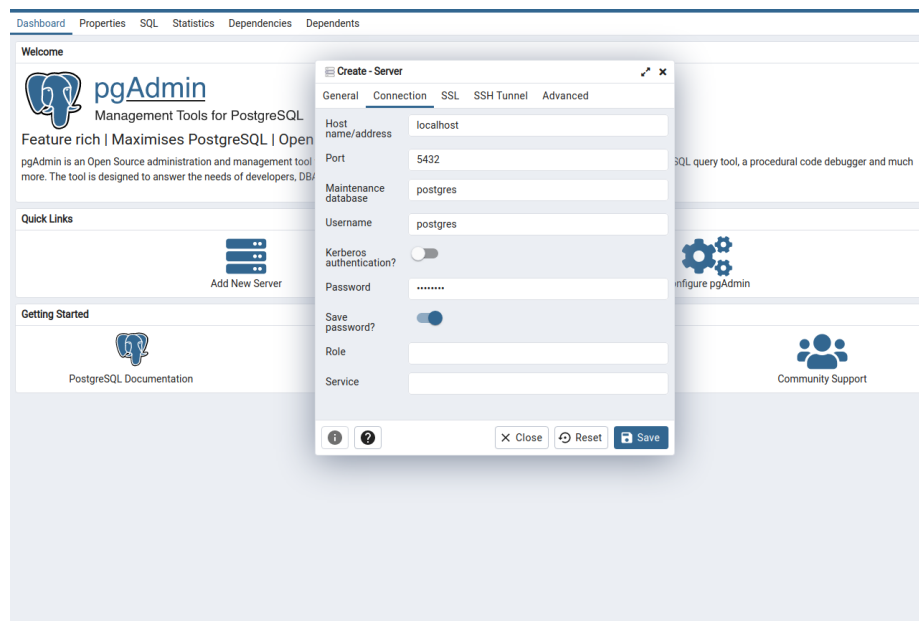 Dashboard Properties SQL Statistics Dependencies Dependents
Welcome
pgAdmin
Management Tools for PostgreSQL
Feature rich | Maximises PostgreSQL | Open
pgAdmin is an Open Source administration and management tool
SQL query tool, a procedural code debugger and much
more. The tool is designed to answer the needs of developers, DBA
Quick Links
Add New Server
Configure pgAdmin
Getting Started
PostgreSQL Documentation
Community Support
Create - Server
General Connection SSL SSH Tunnel Advanced
Host
name/address
localhost
Port
5432
Maintenance
database
postgres
Username
postgres
Kerberos
authentication?
Password
••••••••
Save
password?
Role
Service
Close
Reset
Save